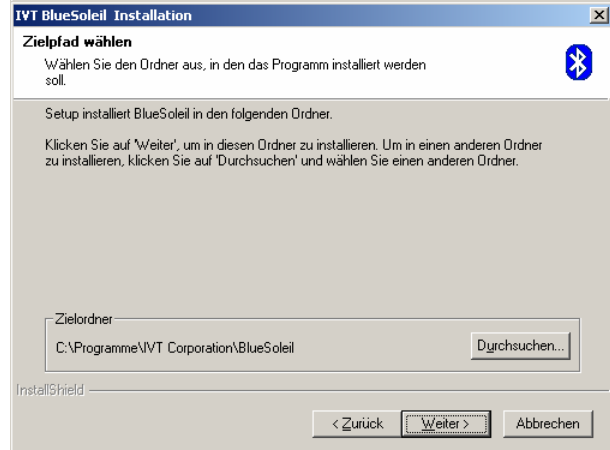 IVT BlueSoleil Installation
Zielpfad wählen
Wählen Sie den Ordner aus, in den das Programm installiert werden
soll.
Setup installiert BlueSoleil in den folgenden Ordner.
Klicken Sie auf 'Weiter', um in diesen Ordner zu installieren. Um in einen anderen Ordner
zu installieren, klicken Sie auf 'Durchsuchen' und wählen Sie einen anderen Ordner.
Zielordner
C:\Programme\IVT Corporation\BlueSoleil
Durchsuchen...
InstallShield
< Zurück
Weiter >
Abbrechen